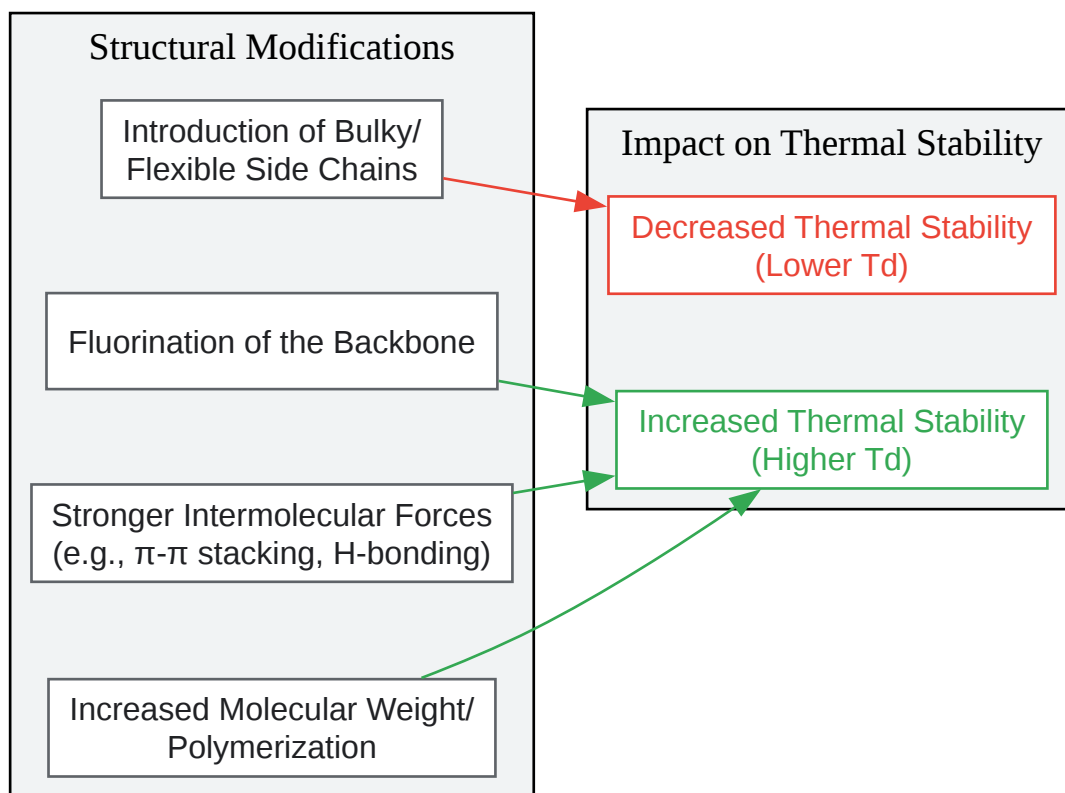 Structural Modifications
Introduction of Bulky/
Flexible Side Chains
Fluorination of the Backbone
Stronger Intermolecular Forces
(e.g., π-π stacking, H-bonding)
Increased Molecular Weight/
Polymerization
Impact on Thermal Stability
Decreased Thermal Stability
(Lower Td)
Increased Thermal Stability
(Higher Td)